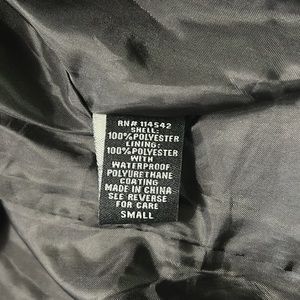 RN# 114542
SHELL:
100%POLYESTER
LINING:
100%POLYESTER
WITH
WATERPROOF
POLYURETHANE
COATING
MADE IN CHINA
SEE REVERSE
FOR CARE
SMALL